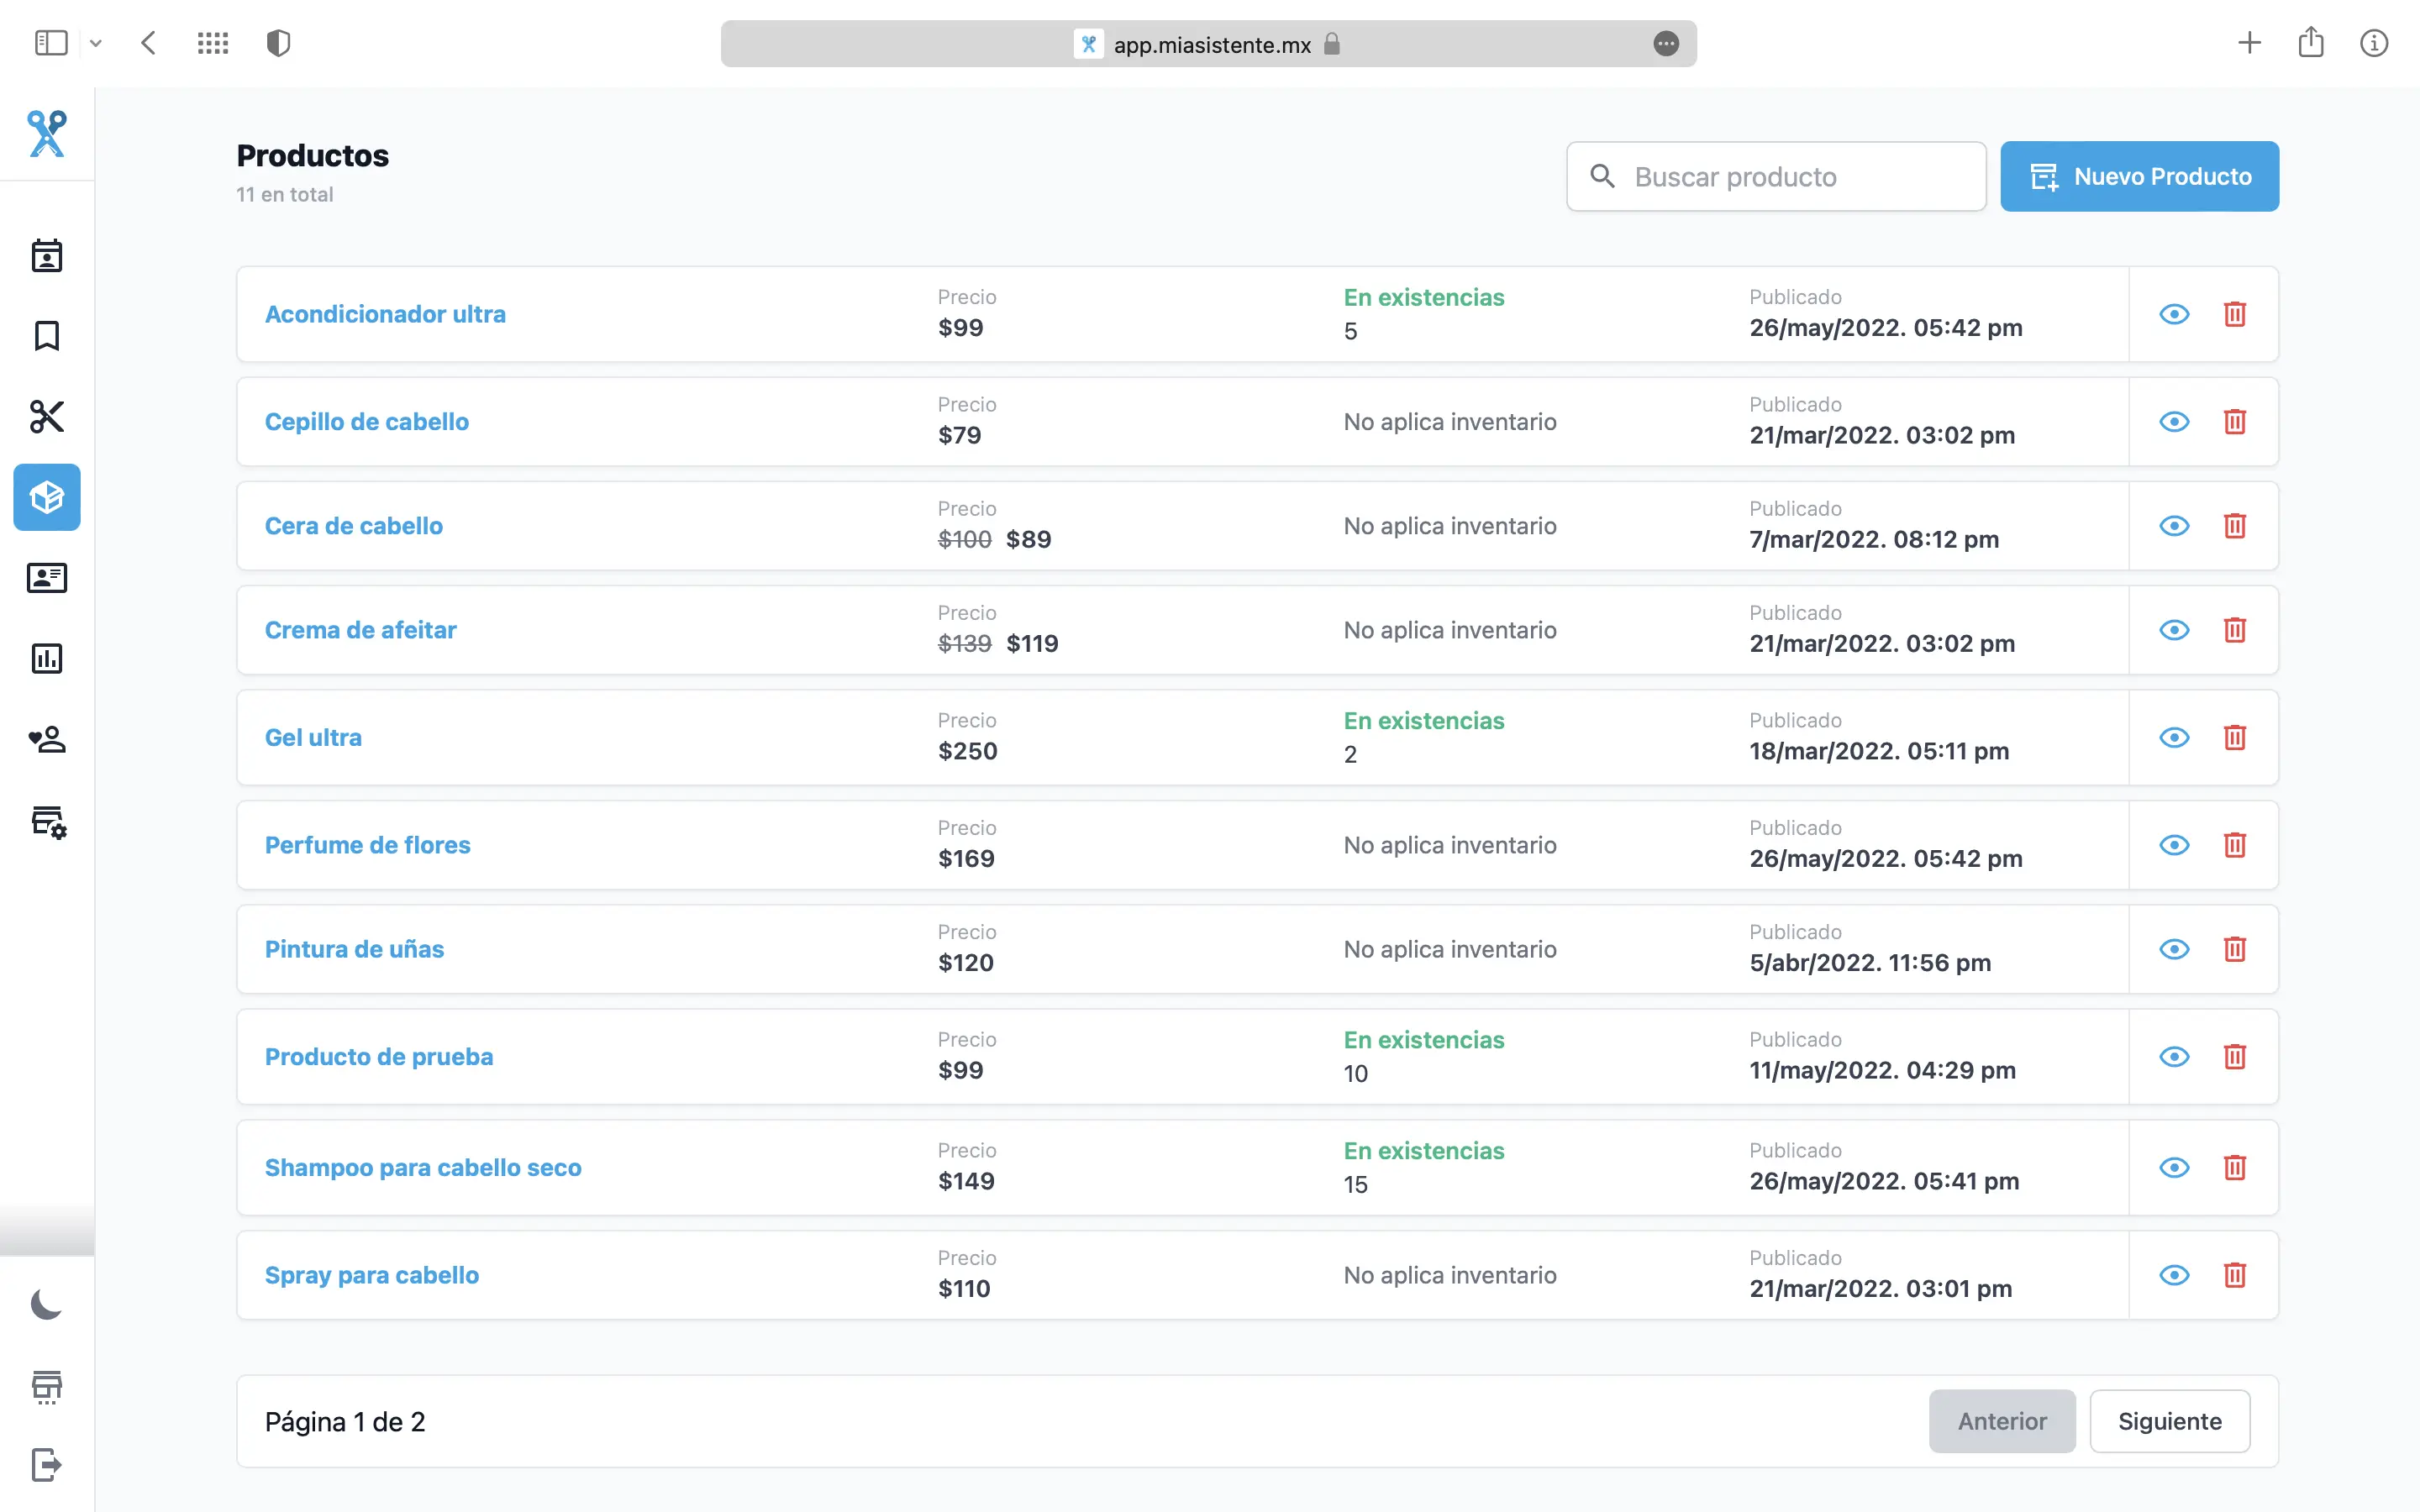 app.miasistente.mx
Productos
11 en total
Buscar producto
Nuevo Producto
Acondicionador ultra
Precio
$99
En existencias
5
Publicado
26/may/2022. 05:42 pm
Cepillo de cabello
Precio
$79
No aplica inventario
Publicado
21/mar/2022. 03:02 pm
Cera de cabello
Precio
$100 $89
No aplica inventario
Publicado
7/mar/2022. 08:12 pm
Crema de afeitar
Precio
$139 $119
No aplica inventario
Publicado
21/mar/2022. 03:02 pm
Gel ultra
Precio
$250
En existencias
2
Publicado
18/mar/2022. 05:11 pm
Perfume de flores
Precio
$169
No aplica inventario
Publicado
26/may/2022. 05:42 pm
Pintura de uñas
Precio
$120
No aplica inventario
Publicado
5/abr/2022. 11:56 pm
Producto de prueba
Precio
$99
En existencias
10
Publicado
11/may/2022. 04:29 pm
Shampoo para cabello seco
Precio
$149
En existencias
15
Publicado
26/may/2022. 05:41 pm
Spray para cabello
Precio
$110
No aplica inventario
Publicado
21/mar/2022. 03:01 pm
Página 1 de 2
Anterior
Siguiente